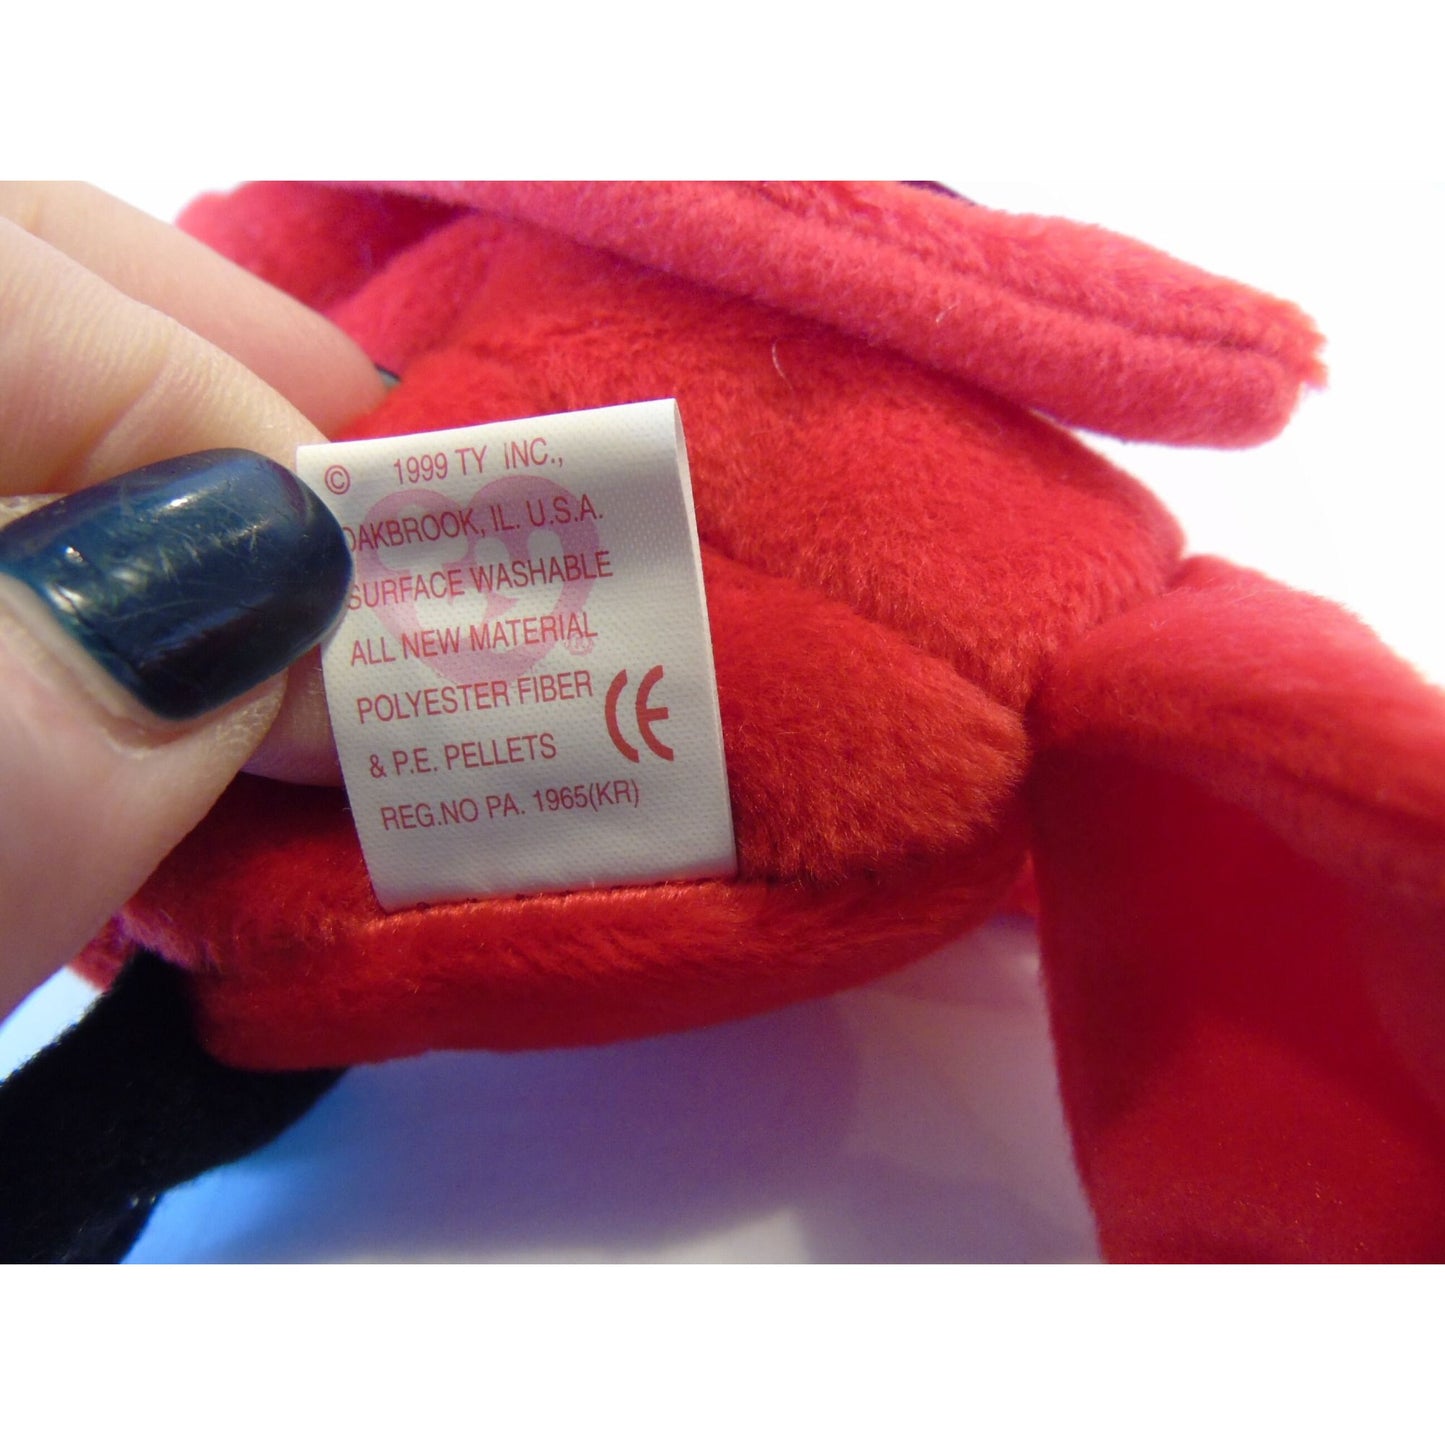 © 1999 TY INC.,
OAKBROOK, IL. U.S.A.
SURFACE WASHABLE
ALL NEW MATERIAL
POLYESTER FIBER
& P.E. PELLETS CE
REG.NO PA. 1965(KR)